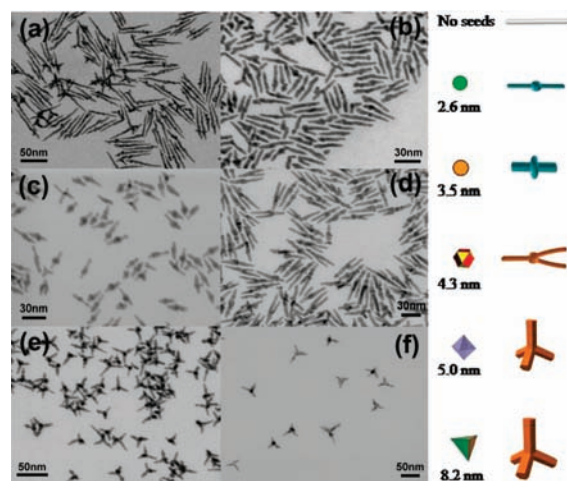 (a)
(b)
50nm
30nm
(c)
(d)
30nm
30nm
(e)
(f)
50nm
50nm
No seeds
2.6 nm
3.5 nm
4.3 nm
5.0 nm
8.2 nm